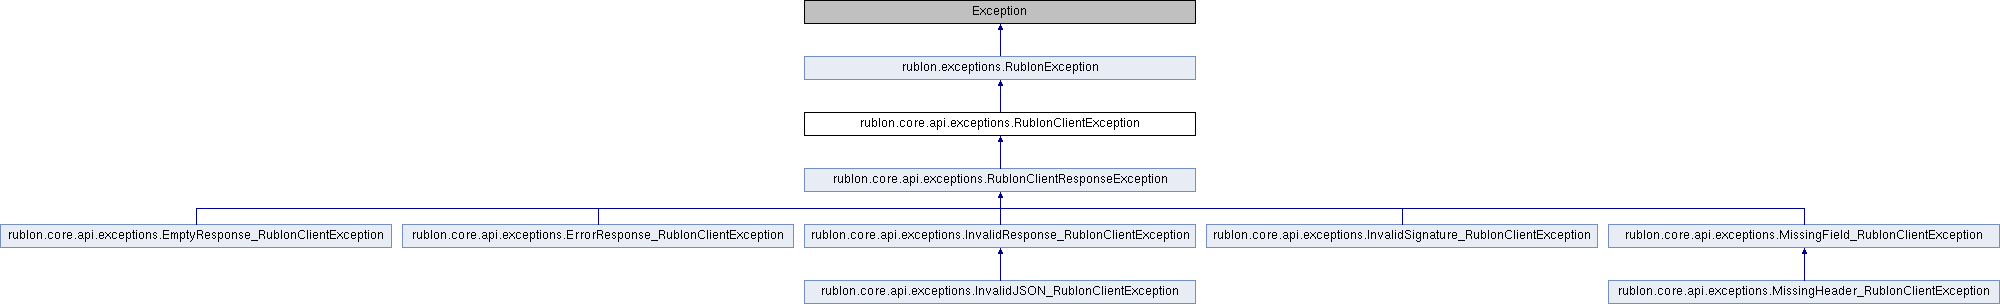 Exception
rublon.exceptions.RublonException
rublon.core.api.exceptions.RublonClientException
rublon.core.api.exceptions.RublonClientResponseException
rublon.core.api.exceptions.EmptyResponse_RublonClientException
rublon.core.api.exceptions.ErrorResponse_RublonClientException
rublon.core.api.exceptions.InvalidResponse_RublonClientException
rublon.core.api.exceptions.InvalidSignature_RublonClientException
rublon.core.api.exceptions.MissingField_RublonClientException
rublon.core.api.exceptions.InvalidJSON_RublonClientException
rublon.core.api.exceptions.MissingHeader_RublonClientException